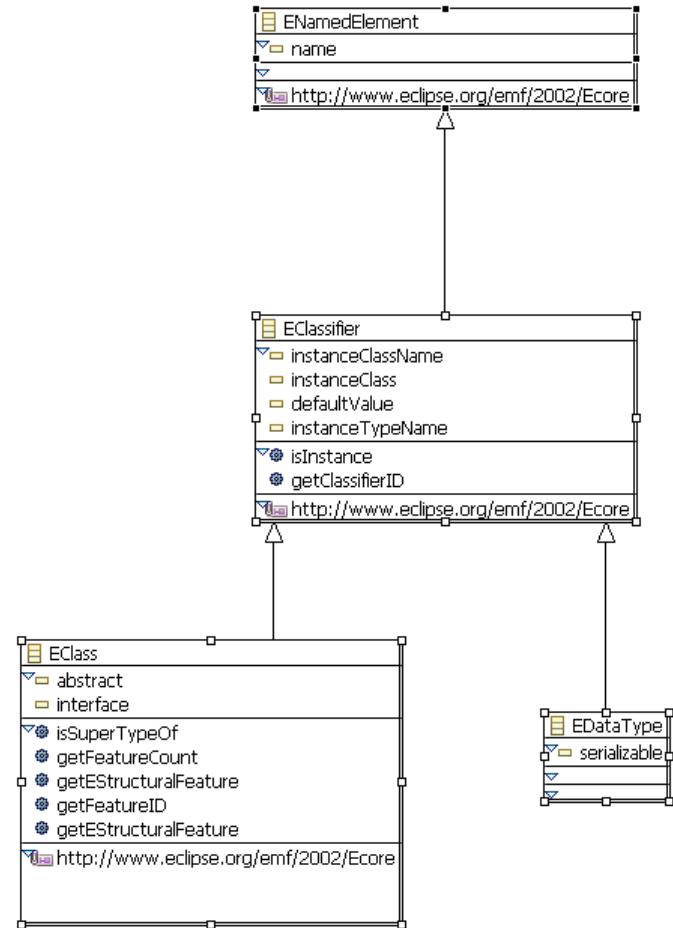 ENamedElement
name
http://www.eclipse.org/emf/2002/Ecore
EClassifier
instanceClassName
instanceClass
defaultValue
instanceTypeName
isInstance
getClassifierID
http://www.eclipse.org/emf/2002/Ecore
EClass
abstract
interface
isSuperTypeOf
getFeatureCount
getEStructuralFeature
getFeatureID
getEStructuralFeature
http://www.eclipse.org/emf/2002/Ecore
EDataType
serializable